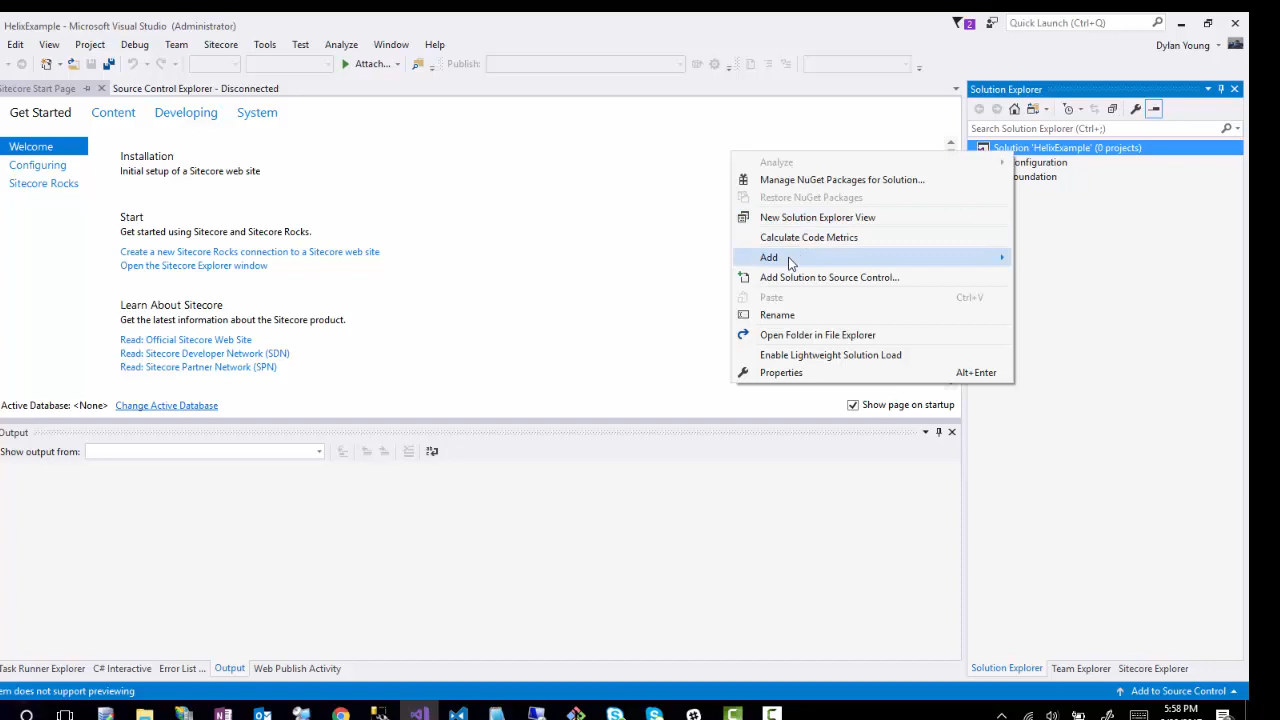 HelixExample - Microsoft Visual Studio (Administrator)
2
Quick Launch (Ctrl+Q)
Edit View Project Debug Team Sitecore Tools Test Analyze Window Help
Dylan Young
Attach...
Publish:
Sitecore Start Page
Source Control Explorer - Disconnected
Get Started Content Developing System
Welcome
Configuring
Sitecore Rocks
Installation
Initial setup of a Sitecore web site
Start
Get started using Sitecore and Sitecore Rocks.
Create a new Sitecore Rocks connection to a Sitecore web site
Open the Sitecore Explorer window
Learn About Sitecore
Get the latest information about the Sitecore product.
Read: Official Sitecore Web Site
Read: Sitecore Developer Network (SDN)
Read: Sitecore Partner Network (SPN)
Active Database: <None> Change Active Database
Show page on startup
Analyze
Manage NuGet Packages for Solution...
Restore NuGet Packages
New Solution Explorer View
Calculate Code Metrics
Add
Add Solution to Source Control...
Paste Ctrl+V
Rename
Open Folder in File Explorer
Enable Lightweight Solution Load
Properties Alt+Enter
Solution Explorer
Search Solution Explorer (Ctrl+;)
Solution 'HelixExample' (0 projects)
onfiguration
oundation
Output
Show output from:
Task Runner Explorer C# Interactive Error List ... Output Web Publish Activity
Solution Explorer Team Explorer Sitecore Explorer
em does not support previewing
Add to Source Control
5:58 PM